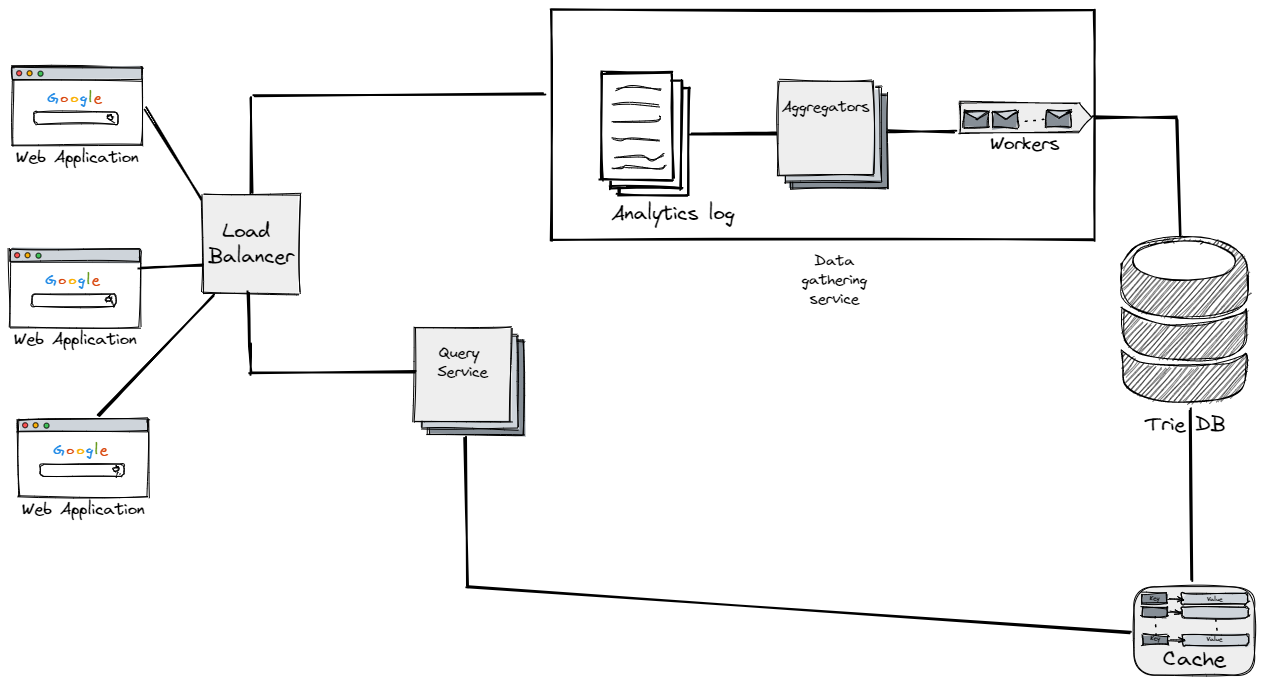 Google
Web Application
Google
Web Application
Google
Web Application
Load
Balancer
Analytics log
Aggregators
Workers
Data
gathering
service
Query
Service
Trie DB
Key
Value
Key
Value
Cache